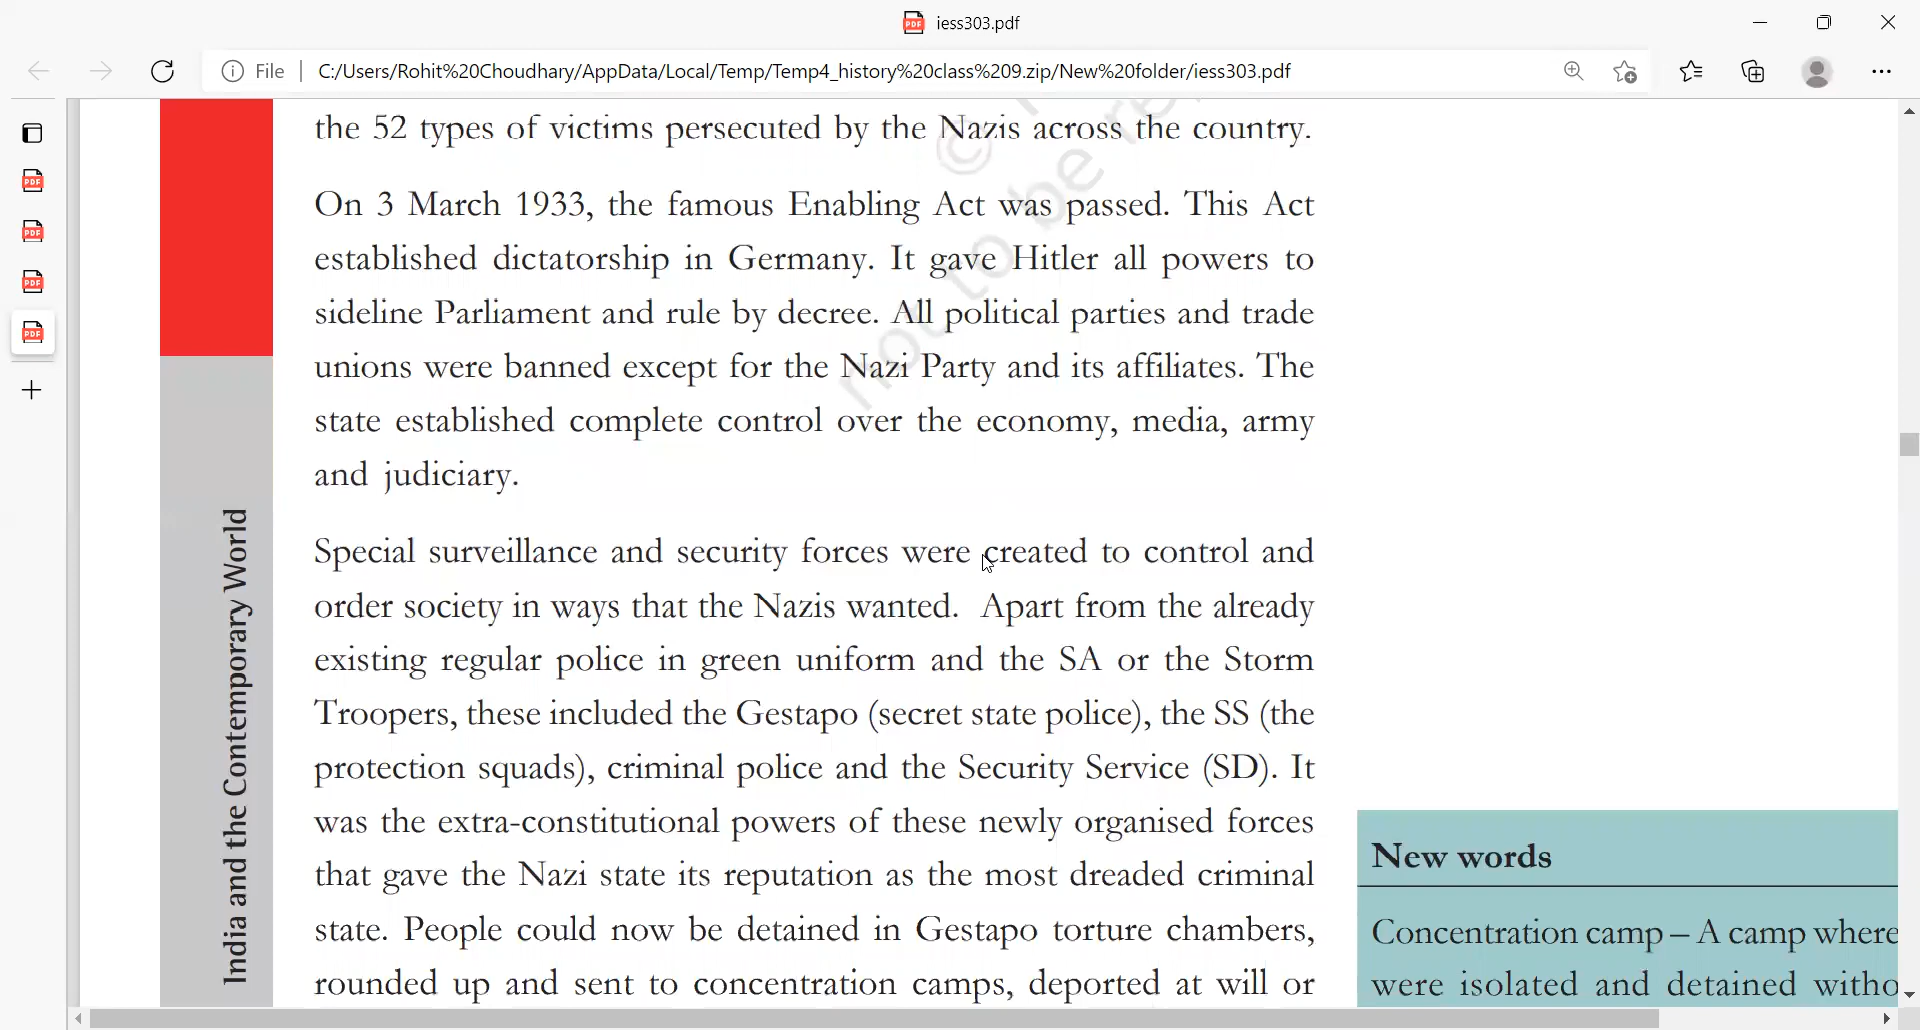 iess303.pdf
File
C:/Users/Rohit%20Choudhary/AppData/Local/Temp/Temp4_history%20class%209.zip/New%20folder/iess303.pdf
the 52 types of victims persecuted by the Nazis across the country.
On 3 March 1933, the famous Enabling Act was passed. This Act
established dictatorship in Germany. It gave Hitler all powers to
sideline Parliament and rule by decree. All political parties and trade
unions were banned except for the Nazi Party and its affiliates. The
state established complete control over the economy, media, army
and judiciary.
Special surveillance and security forces were created to control and
order society in ways that the Nazis wanted. Apart from the already
existing regular police in green uniform and the SA or the Storm
Troopers, these included the Gestapo (secret state police), the SS (the
protection squads), criminal police and the Security Service (SD). It
was the extra-constitutional powers of these newly organised forces
that gave the Nazi state its reputation as the most dreaded criminal
state. People could now be detained in Gestapo torture chambers,
rounded up and sent to concentration camps, deported at will or
India and the Contemporary World
New words
Concentration camp – A camp where
were isolated and detained witho
©
not to be re
PDF
PDF
PDF
PDF
PDF